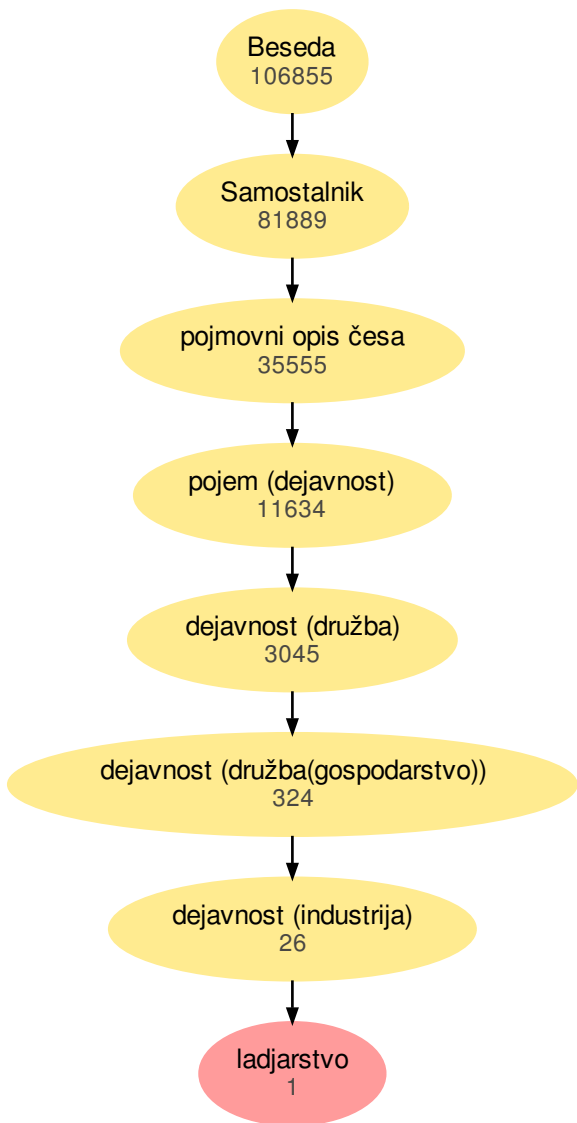 Beseda
106855
Samostalnik
81889
pojmovni opis česa
35555
pojem (dejavnost)
11634
dejavnost (družba)
3045
dejavnost (družba(gospodarstvo))
324
dejavnost (industrija)
26
ladjarstvo
1